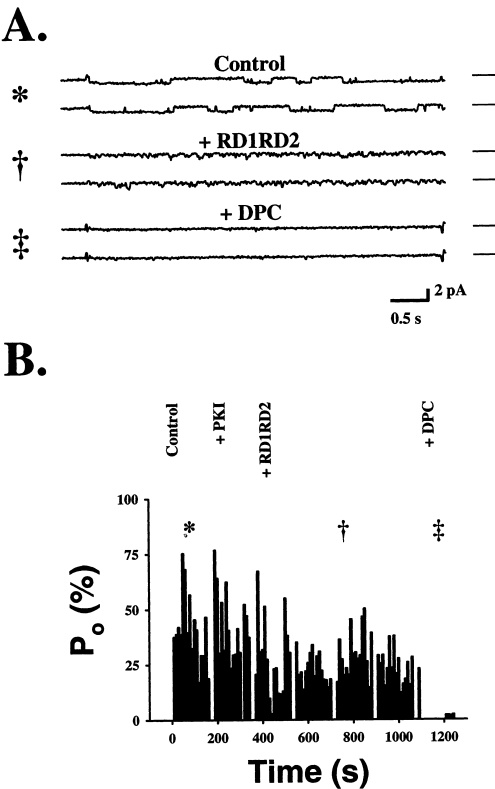 A.
Control
*
+ RD1RD2
†
+ DPC
‡
2 pA
0.5 s
B.
Control
+ PKI
+ RD1RD2
+ DPC
100
75
50
25
0
* † ‡
Po (%)
0 200 400 600 800 1000 1200
Time (s)